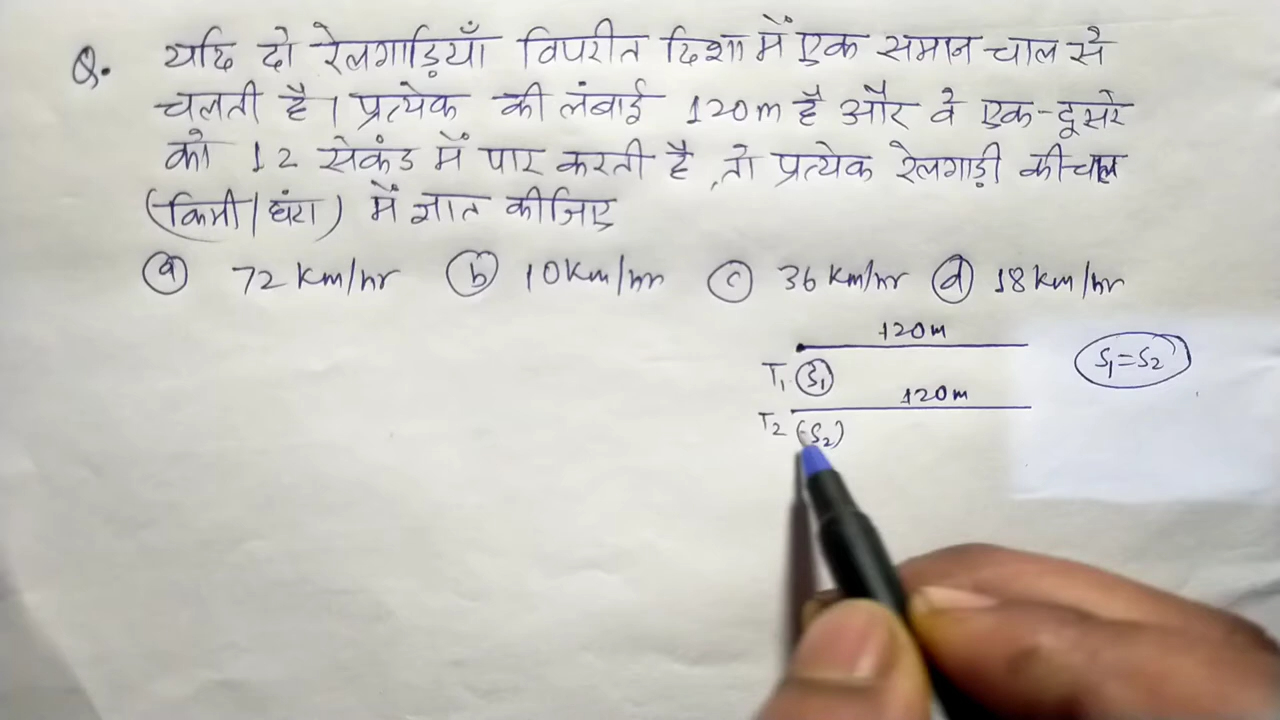 Q. यदि दो रेलगाड़ियाँ विपरीत दिशा में एक समान चाल से
चलती है। प्रत्येक की लंबाई 120m है और वे एक-दूसरे
को 12 सेकंड में पार करती है, तो प्रत्येक रेलगाड़ी की चाल
(किमी/घंटा) में ज्ञात कीजिए
(a) 72 km/hr (b) 10 km/hr (c) 36 km/hr (d) 18 km/hr
120m
T₁ (S₁)
S₁=S₂
120m
T₂ (S₂)